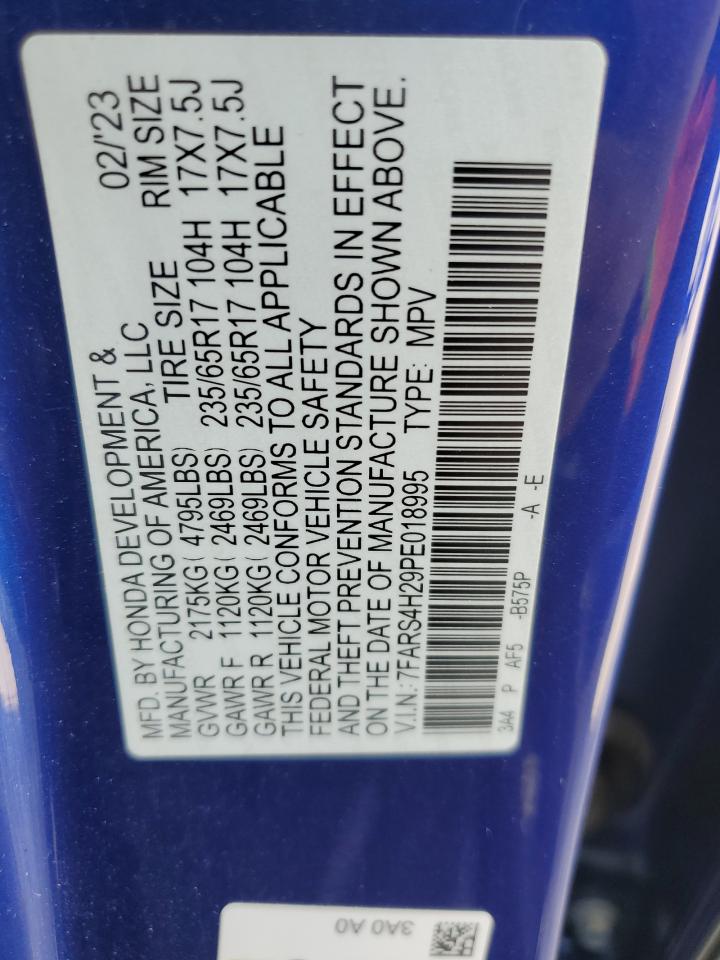 MFD. BY HONDA DEVELOPMENT & 02/'23
MANUFACTURING OF AMERICA, LLC
TIRE SIZE RIM SIZE
GVWR 2175KG( 4795LBS)
GAWR F 1120KG( 2469LBS) 235/65R17 104H 17X7.5J
GAWR R 1120KG( 2469LBS) 235/65R17 104H 17X7.5J
THIS VEHICLE CONFORMS TO ALL APPLICABLE
FEDERAL MOTOR VEHICLE SAFETY
AND THEFT PREVENTION STANDARDS IN EFFECT
ON THE DATE OF MANUFACTURE SHOWN ABOVE.
V.I.N.: 7FARS4H29PE018995 TYPE: MPV
3A4 P AF5 -B575P -A -E
3A0 A0